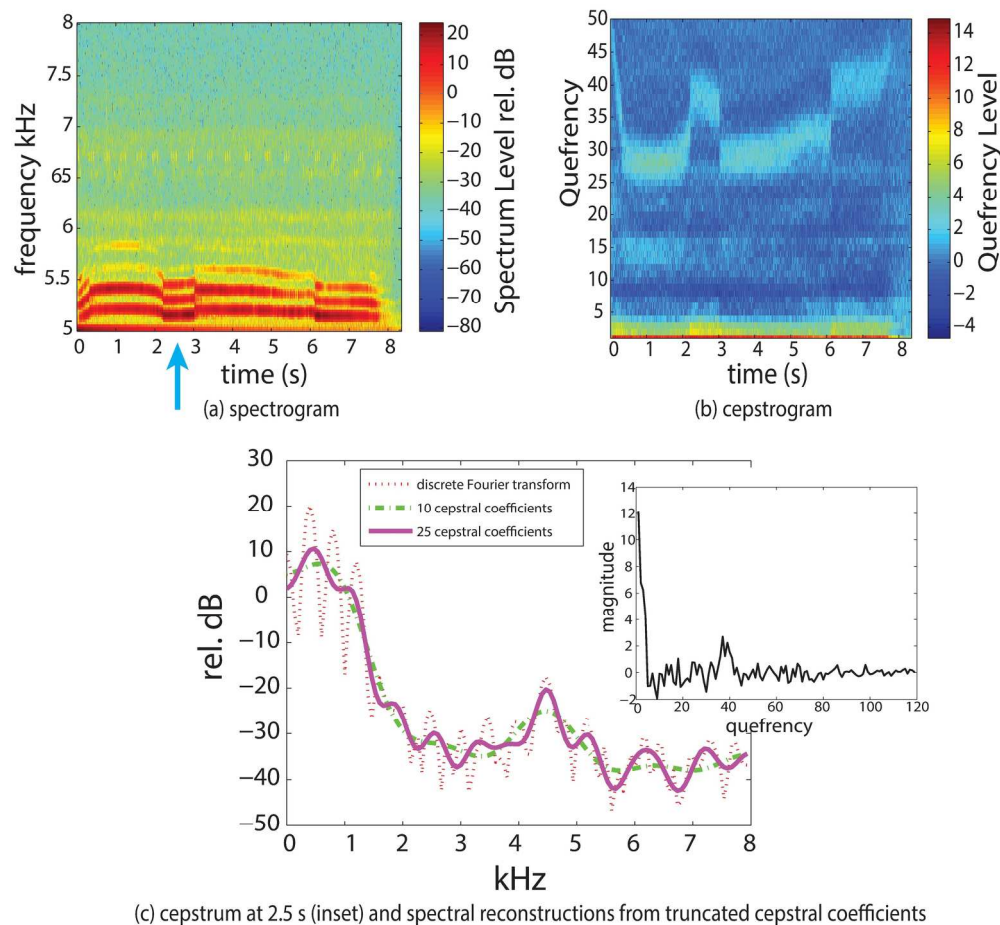 8
7.5
7
65
6
5.5
5
frequency kHz
0 1 2 3 4 5 6 7 8
time (s)
20
10
0
−10
−20
−30
−40
−50
−60
−70
−80
Spectrum Level rel. dB
(a) spectrogram
50
45
40
35
30
25
20
15
10
5
Quefrency
0 1 2 3 4 5 6 7 8
time (s)
14
12
10
8
6
4
2
0
−2
−4
Quefrency Level
(b) cepstrogram
30
20
10
0
−10
−20
−30
−40
−50
rel. dB
discrete Fourier transform
10 cepstral coefficients
25 cepstral coefficients
14
12
10
8
6
4
2
0
−2
magnitude
0 20 40 60 80 100 120
quefrency
0 1 2 3 4 5 6 7 8
kHz
(c) cepstrum at 2.5 s (inset) and spectral reconstructions from truncated cepstral coefficients